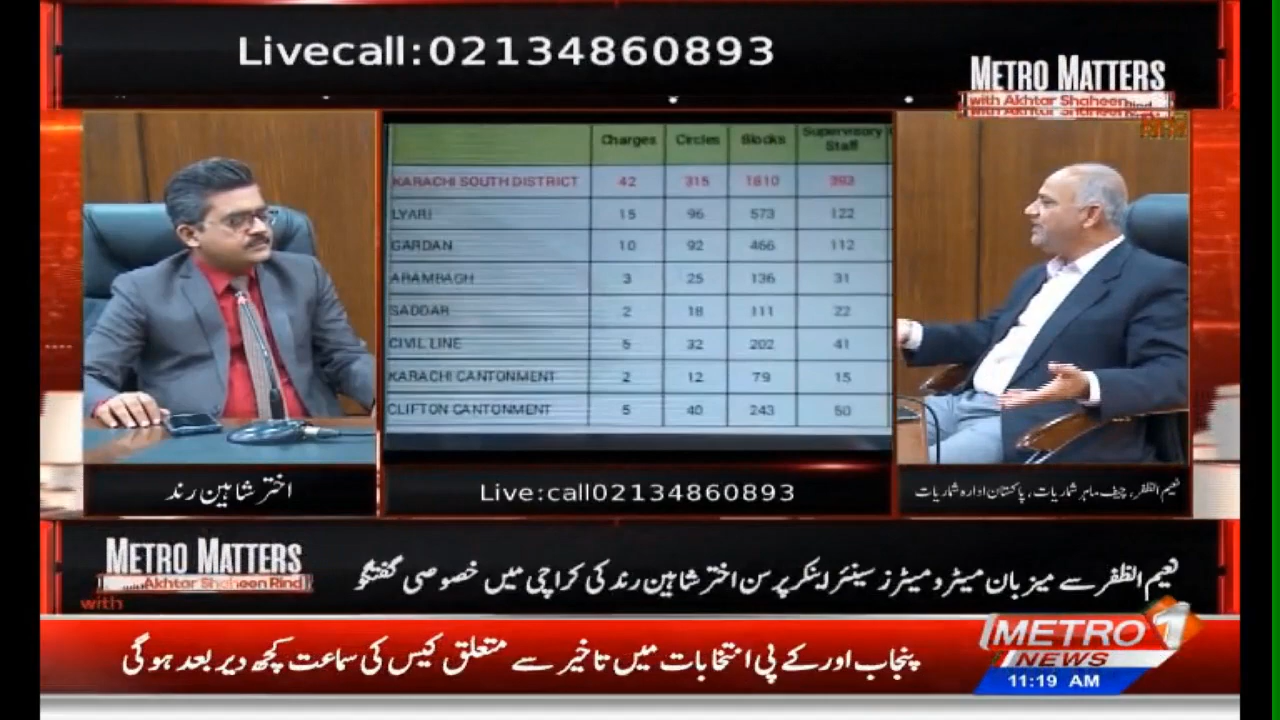 Livecall:02134860893
METRO MATTERS
with Akhtar Shaheen Rind
Charges Circles Blocks Supervisory Staff
KARACHI SOUTH DISTRICT 42 315 1810 393
LYARI 15 96 573 122
GARDAN 10 92 466 112
ARAMBAGH 3 25 136 31
SADDAR 2 18 111 22
CIVIL LINE 5 32 202 41
KARACHI CANTONMENT 2 12 79 15
CLIFTON CANTONMENT 5 40 243 50
اختر شاہین رند
Live:call02134860893
نعیم الظفر، چیف ماہر شماریات، پاکستان ادارہ شماریات
METRO MATTERS
Akhtar Shaheen Rind
with
نعیم الظفر سے میزبان میٹرو میٹرز سینئر اینکر پرسن اختر شاہین رند کی کراچی میں خصوصی گفتگو
پنجاب اور کے پی انتخابات میں تاخیر سے متعلق کیس کی سماعت کچھ دیر بعد ہوگی
METRO 1
NEWS
11:19 AM